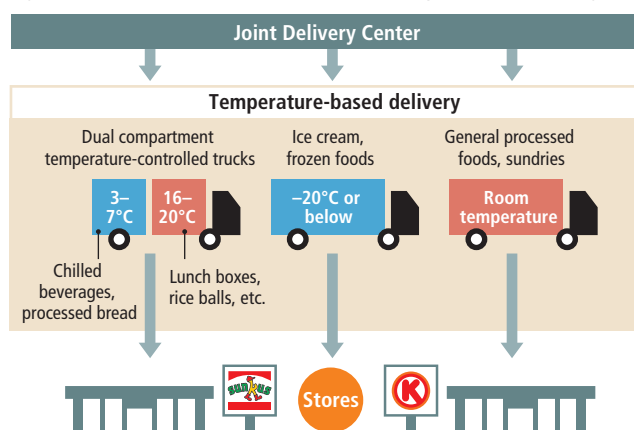 Joint Delivery Center
Temperature-based delivery
Dual compartment
temperature-controlled trucks
Ice cream,
frozen foods
General processed
foods, sundries
3–
7°C
16–
20°C
–20°C or
below
Room
temperature
Chilled
beverages,
processed bread
Lunch boxes,
rice balls, etc.
sunkus
Stores
K